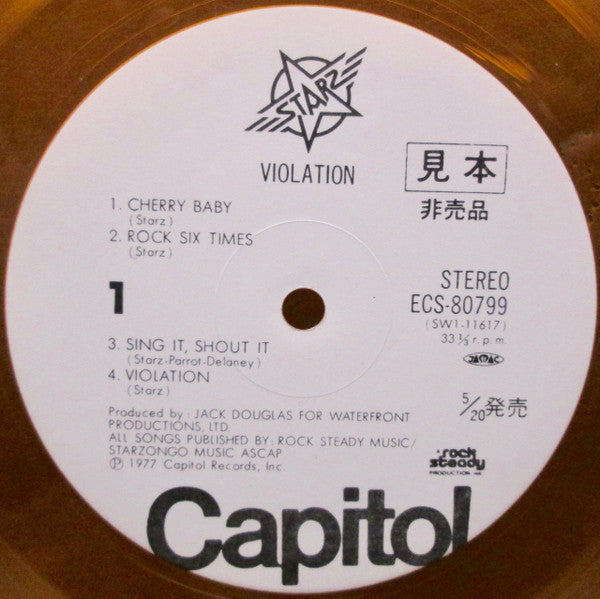 STARZ
VIOLATION
見本
非売品
1. CHERRY BABY
(Starz)
2. ROCK SIX TIMES
(Starz)
1
STEREO
ECS-80799
(SW1-11617)
33⅓ r.p.m.
JASRAC
3. SING IT, SHOUT IT
(Starz-Parrot-Delaney)
4. VIOLATION
(Starz)
5/20発売
Produced by: JACK DOUGLAS FOR WATERFRONT
PRODUCTIONS, LTD.
ALL SONGS PUBLISHED BY: ROCK STEADY MUSIC/
STARZONGO MUSIC ASCAP
Ⓟ 1977 Capitol Records, Inc.
rock
steady
PRODUCTION
Capitol